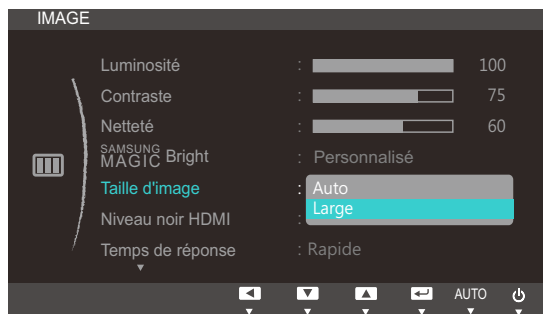 IMAGE
Luminosité : 100
Contraste : 75
Netteté : 60
SAMSUNG MAGIC Bright : Personnalisé
Taille d'image : Auto
Large
Niveau noir HDMI :
Temps de réponse : Rapide
AUTO